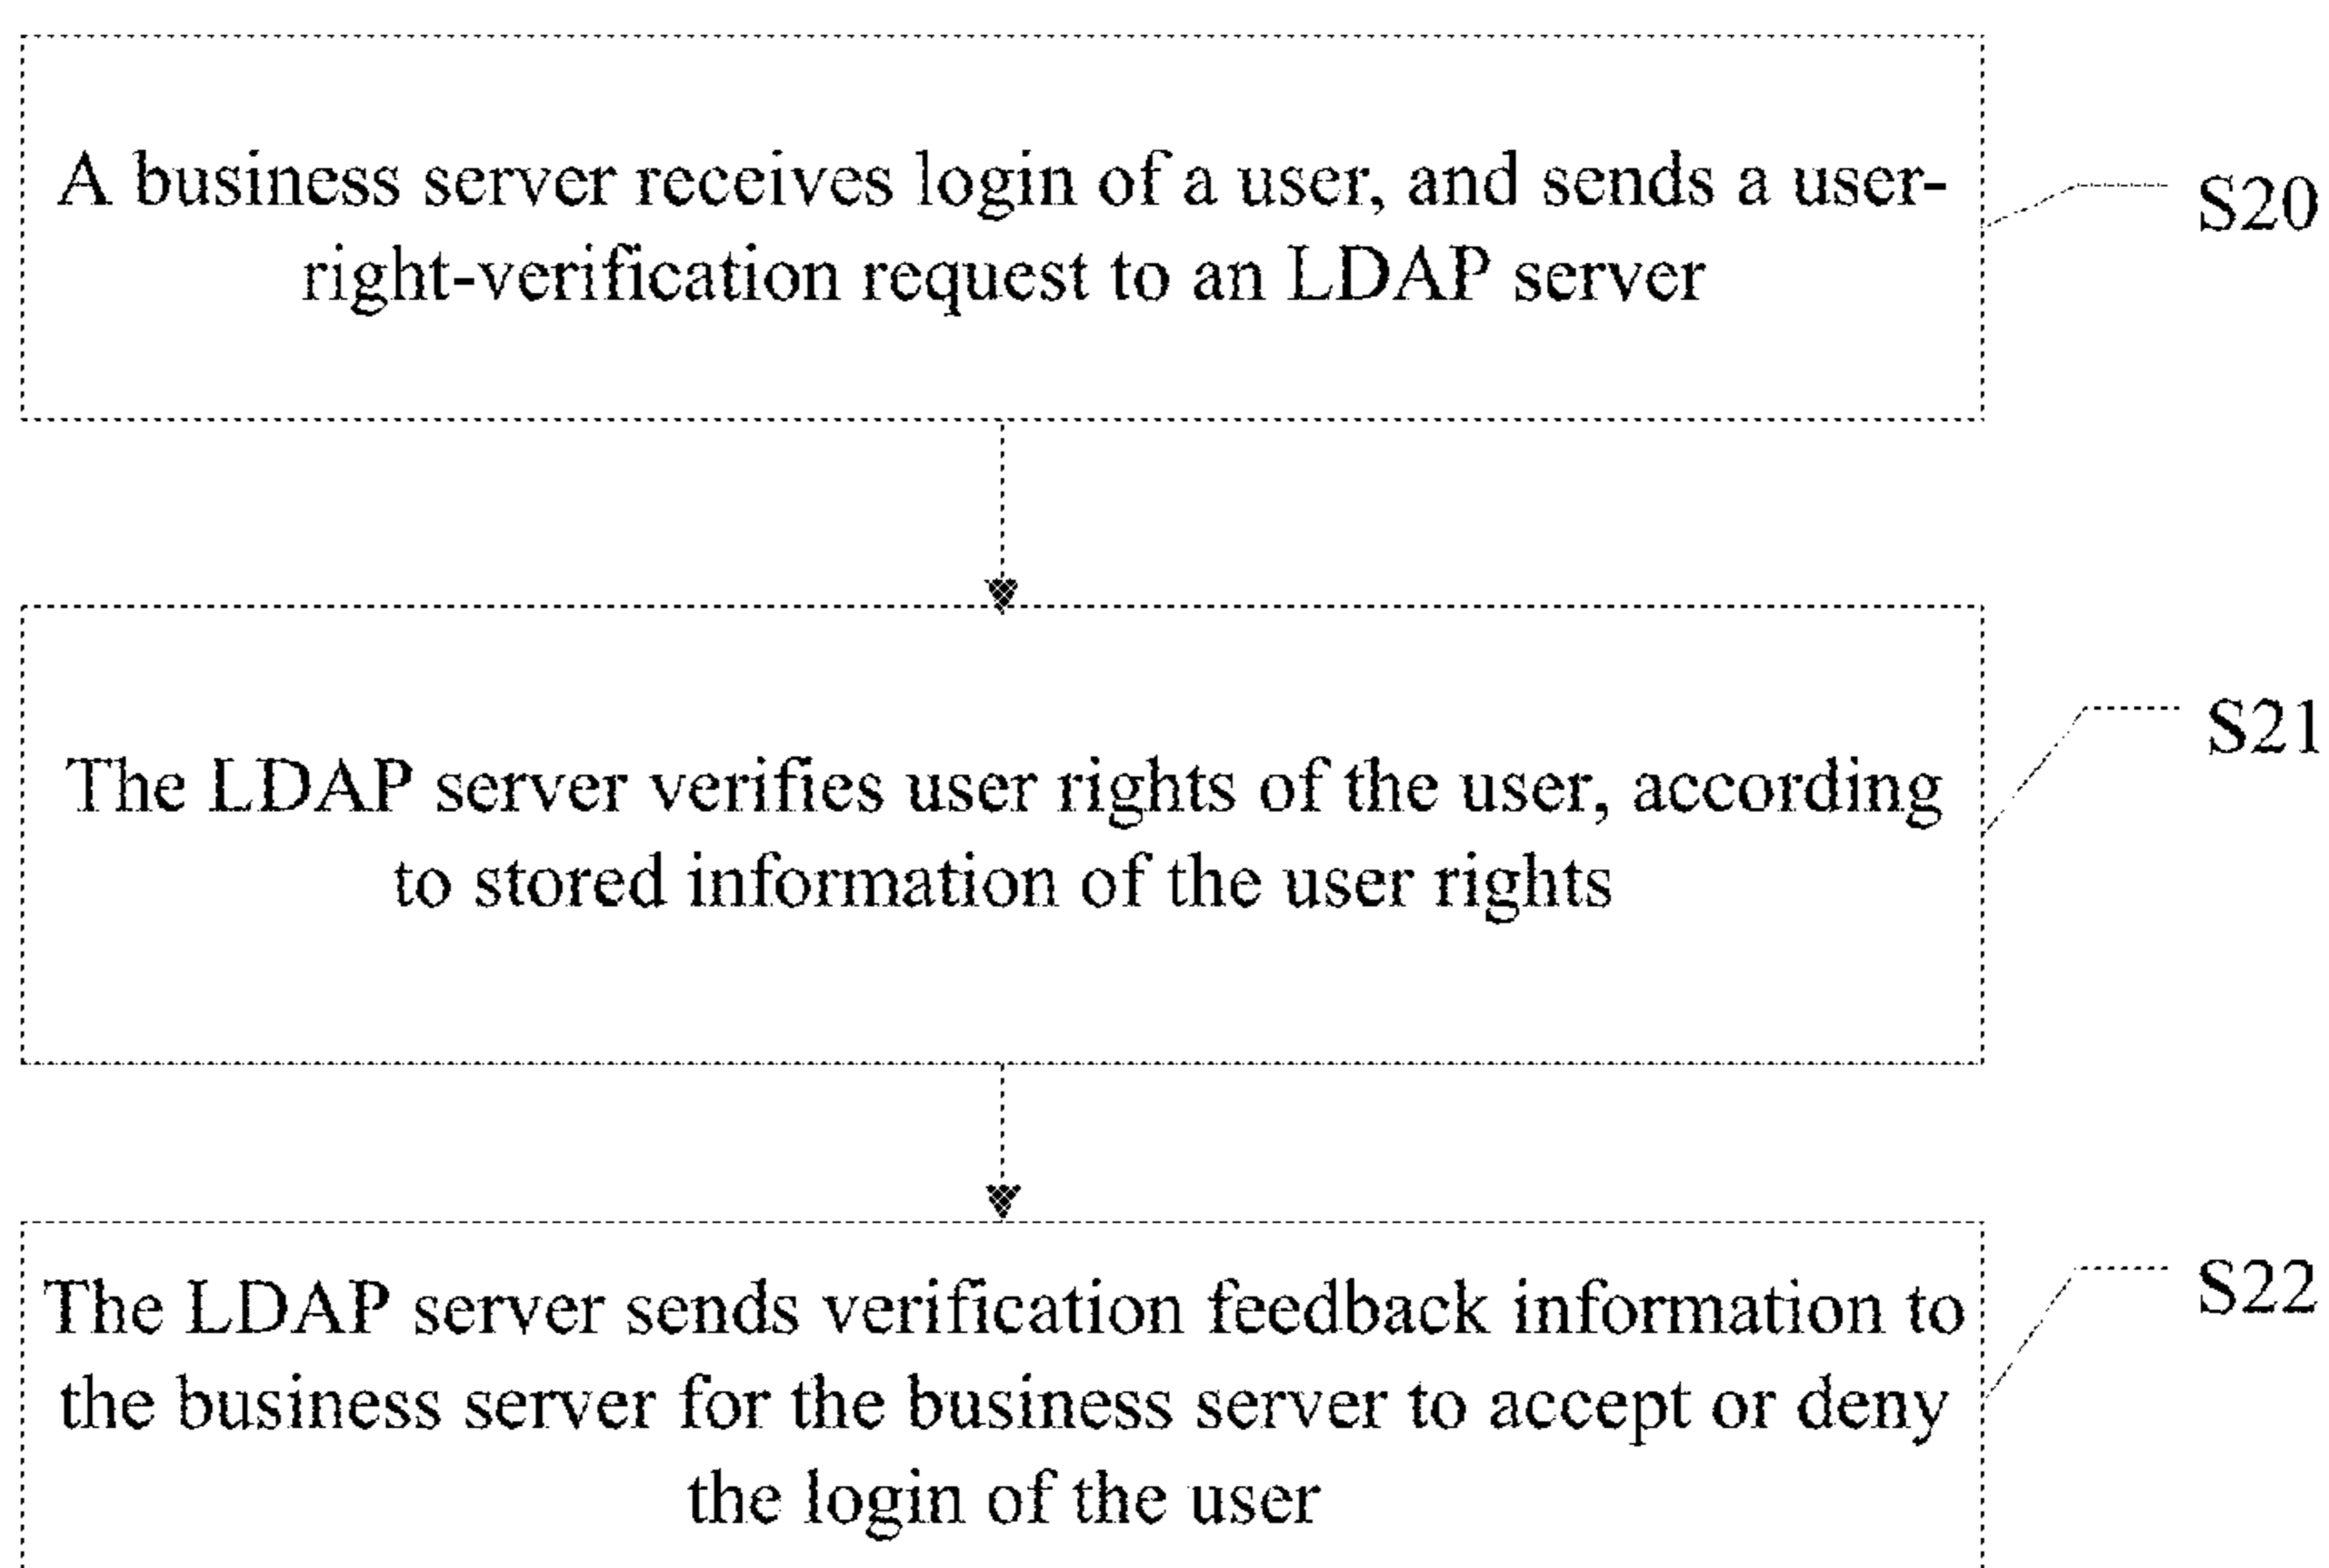 A business server receives login of a user, and sends a user-
right-verification request to an LDAP server
S20
The LDAP server verifies user rights of the user, according
to stored information of the user rights
S21
The LDAP server sends verification feedback information to
the business server for the business server to accept or deny
the login of the user
S22